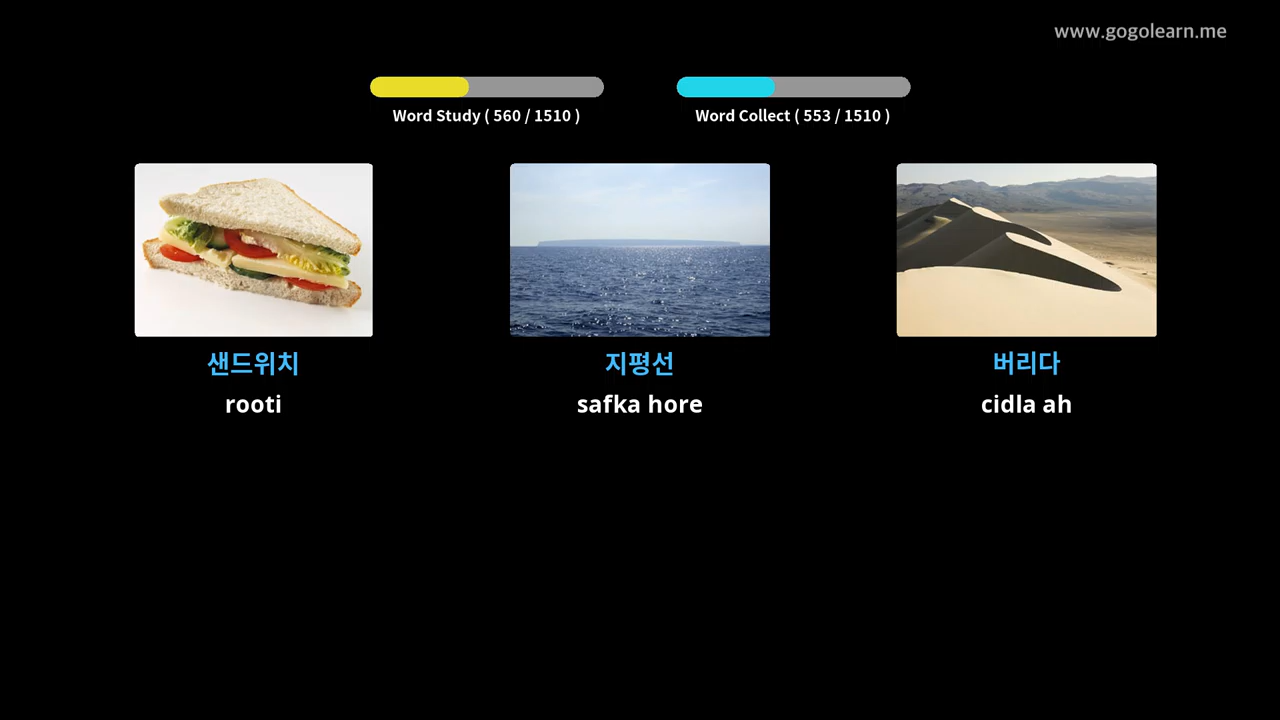 www.gogolearn.me
Word Study ( 560 / 1510 )
Word Collect ( 553 / 1510 )
샌드위치
rooti
지평선
safka hore
버리다
cidla ah